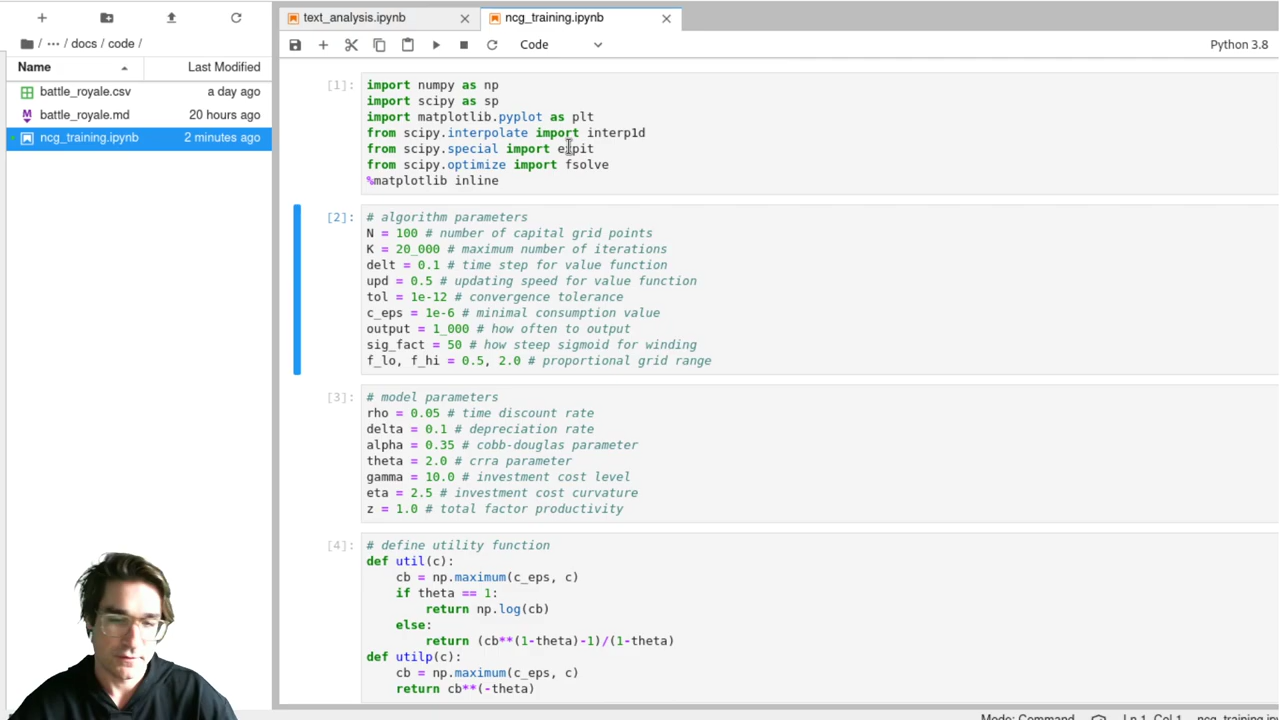 text_analysis.ipynb
ncg_training.ipynb
/ ··· / docs / code /
Code
Python 3.8
Name Last Modified
battle_royale.csv a day ago
battle_royale.md 20 hours ago
ncg_training.ipynb 2 minutes ago
[1]:
import numpy as np
import scipy as sp
import matplotlib.pyplot as plt
from scipy.interpolate import interp1d
from scipy.special import expit
from scipy.optimize import fsolve
%matplotlib inline
[2]:
# algorithm parameters
N = 100 # number of capital grid points
K = 20_000 # maximum number of iterations
delt = 0.1 # time step for value function
upd = 0.5 # updating speed for value function
tol = 1e-12 # convergence tolerance
c_eps = 1e-6 # minimal consumption value
output = 1_000 # how often to output
sig_fact = 50 # how steep sigmoid for winding
f_lo, f_hi = 0.5, 2.0 # proportional grid range
[3]:
# model parameters
rho = 0.05 # time discount rate
delta = 0.1 # depreciation rate
alpha = 0.35 # cobb-douglas parameter
theta = 2.0 # crra parameter
gamma = 10.0 # investment cost level
eta = 2.5 # investment cost curvature
z = 1.0 # total factor productivity
[4]:
# define utility function
def util(c):
cb = np.maximum(c_eps, c)
if theta == 1:
return np.log(cb)
else:
return (cb**(1-theta)-1)/(1-theta)
def utilp(c):
cb = np.maximum(c_eps, c)
return cb**(-theta)
Mode: Command Ln 1, Col 1